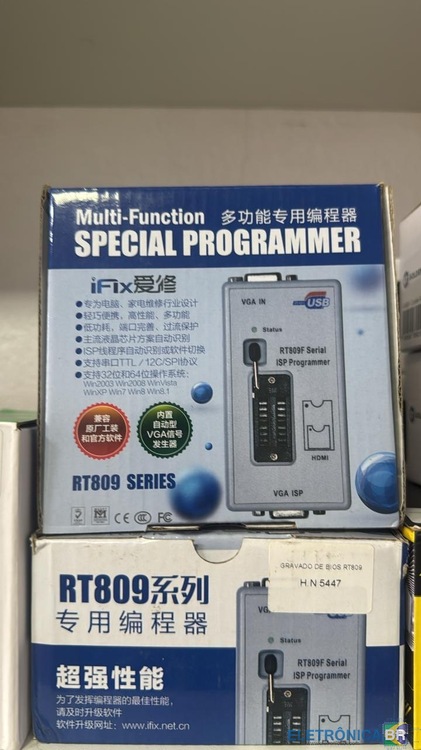 Multi-Function 多功能专用编程器
SPECIAL PROGRAMMER
iFix爱修
●专为电脑、家电维修行业设计
●轻巧便携，高性能、多功能
●低功耗，端口完善、过流保护
●主流液晶芯片方案自动识别
●ISP线程序自动识别或软件切换
●支持串口TTL / I2C/SPI协议
●支持32位和64位操作系统：
Win2003 Win2008 WinVista
WinXP Win7 Win8 Win8.1
兼容
原厂工装
和官方软件
内置
自动型
VGA信号
发生器
RT809 SERIES
VGA IN
USB
Status
RT809F Serial
ISP Programmer
HDMI
VGA ISP
CE
RT809系列
专用编程器
超强性能
为了发挥编程器的最佳性能，
请及时升级软件
软件升级网址：www.ifix.net.cn
GRAVADO DE BIOS RT809
H.N 5447
Status
RT809F Serial
ISP Programmer
ELETRÔNICABR